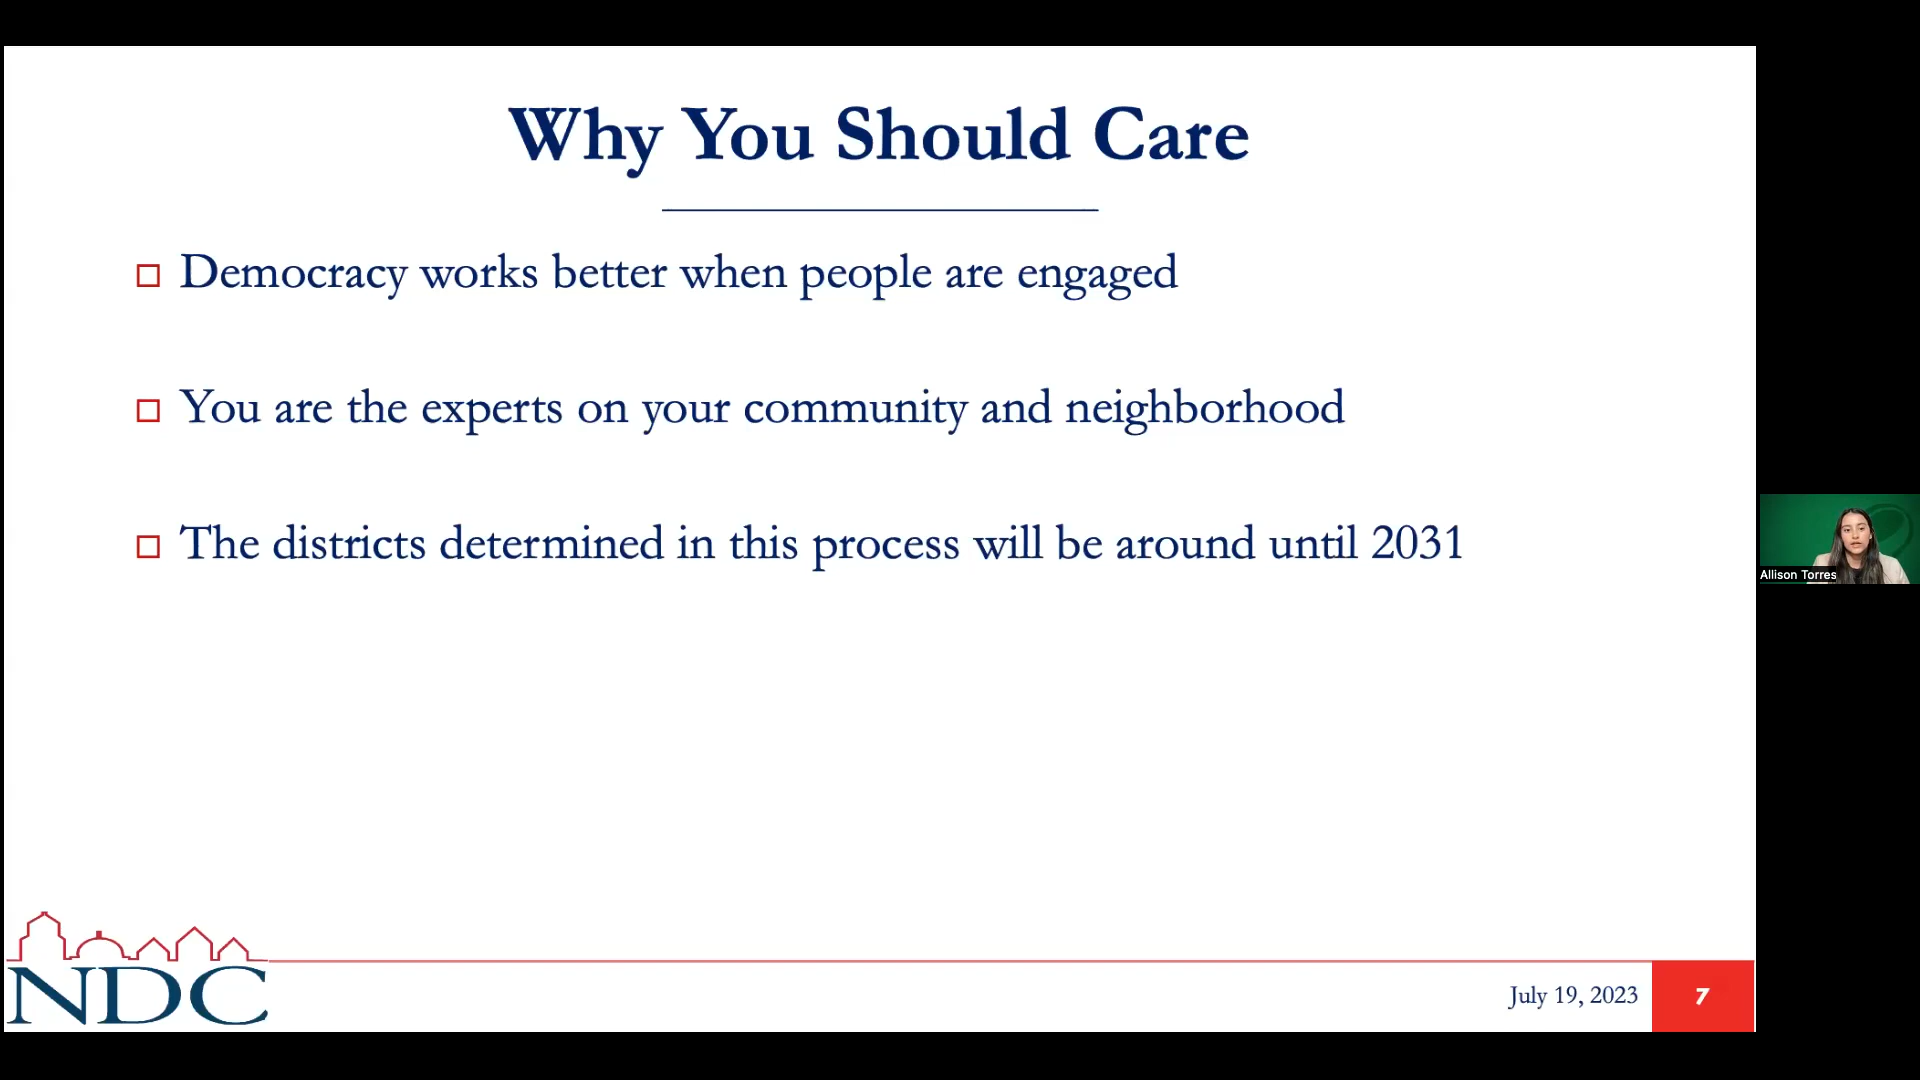 Why You Should Care
Democracy works better when people are engaged
You are the experts on your community and neighborhood
The districts determined in this process will be around until 2031
Allison Torres
NDC
July 19, 2023
7